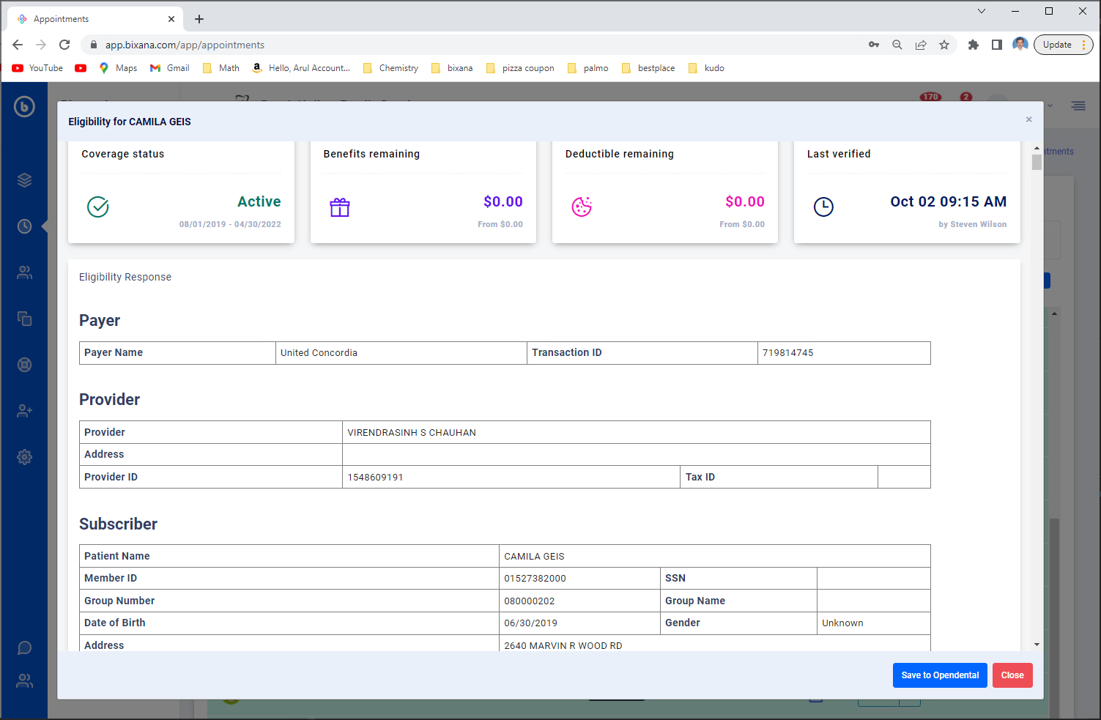 Appointments
app.bixana.com/app/appointments
Update
YouTube
Maps
Gmail
Math
Hello, Arul Account...
Chemistry
bixana
pizza coupon
palmo
bestplace
kudo
170
2
Eligibility for CAMILA GEIS
Coverage status
Active
08/01/2019 - 04/30/2022
Benefits remaining
$0.00
From $0.00
Deductible remaining
$0.00
From $0.00
Last verified
Oct 02 09:15 AM
by Steven Wilson
Eligibility Response
Payer
Payer Name United Concordia Transaction ID 719814745
Provider
Provider VIRENDRASINH S CHAUHAN
Address
Provider ID 1548609191 Tax ID
Subscriber
Patient Name CAMILA GEIS
Member ID 01527382000 SSN
Group Number 080000202 Group Name
Date of Birth 06/30/2019 Gender Unknown
Address 2640 MARVIN R WOOD RD
Save to Opendental
Close